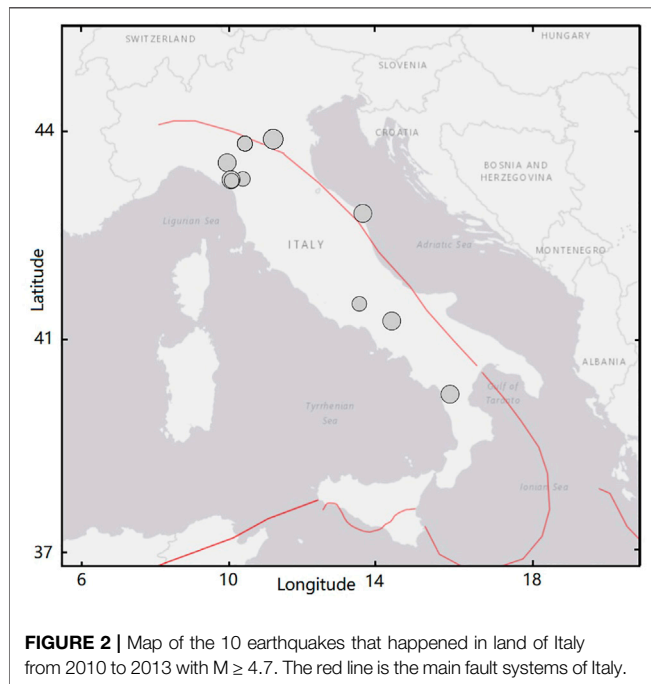 SWITZERLAND
HUNGARY
SLOVENIA
44
CROATIA
BOSNIA AND
HERZEGOVINA
Ligurian Sea
ITALY
Adriatic Sea
MONTENEGRO
Latitude
41
ALBANIA
Gulf of
Taranto
Tyrrhenian
Sea
Ionian Sea
37
6
10
14
18
Longitude
FIGURE 2 | Map of the 10 earthquakes that happened in land of Italy
from 2010 to 2013 with M ≥ 4.7. The red line is the main fault systems of Italy.